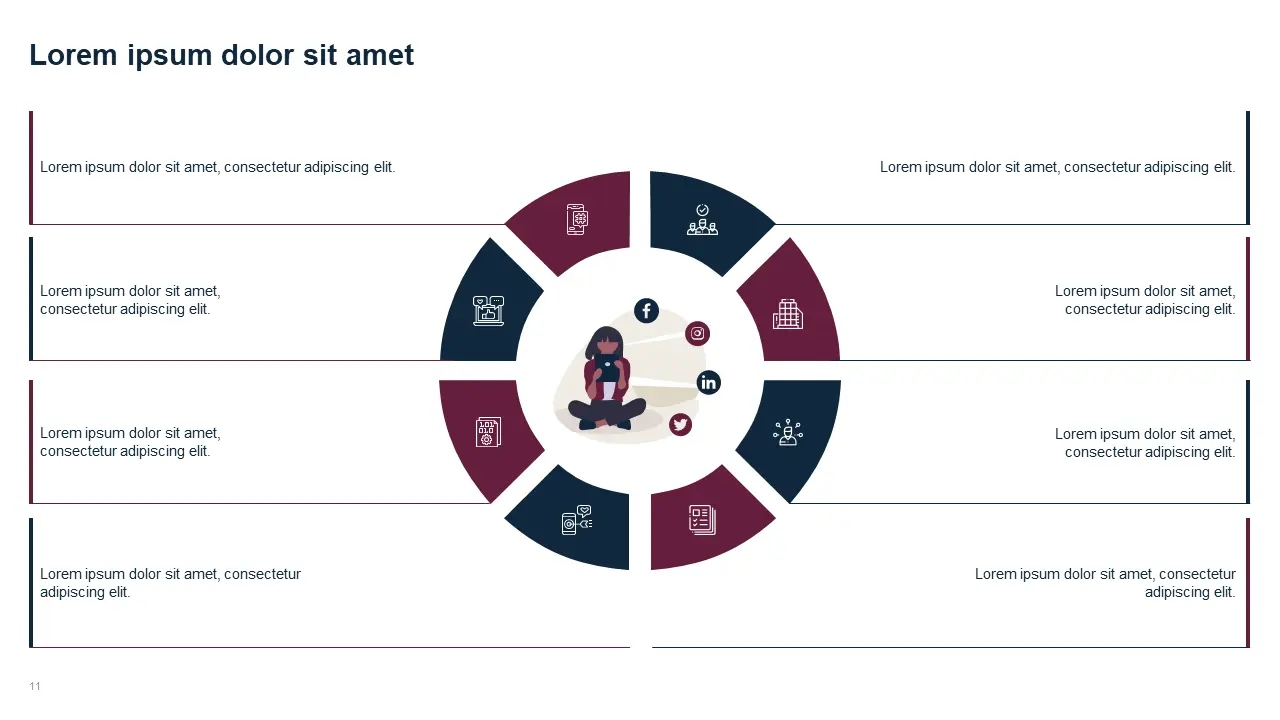 Lorem ipsum dolor sit amet
Lorem ipsum dolor sit amet, consectetur adipiscing elit.
Lorem ipsum dolor sit amet, consectetur adipiscing elit.
Lorem ipsum dolor sit amet,
consectetur adipiscing elit.
Lorem ipsum dolor sit amet,
consectetur adipiscing elit.
Lorem ipsum dolor sit amet,
consectetur adipiscing elit.
Lorem ipsum dolor sit amet,
consectetur adipiscing elit.
Lorem ipsum dolor sit amet, consectetur
adipiscing elit.
Lorem ipsum dolor sit amet, consectetur
adipiscing elit.
f
in
101
010
11